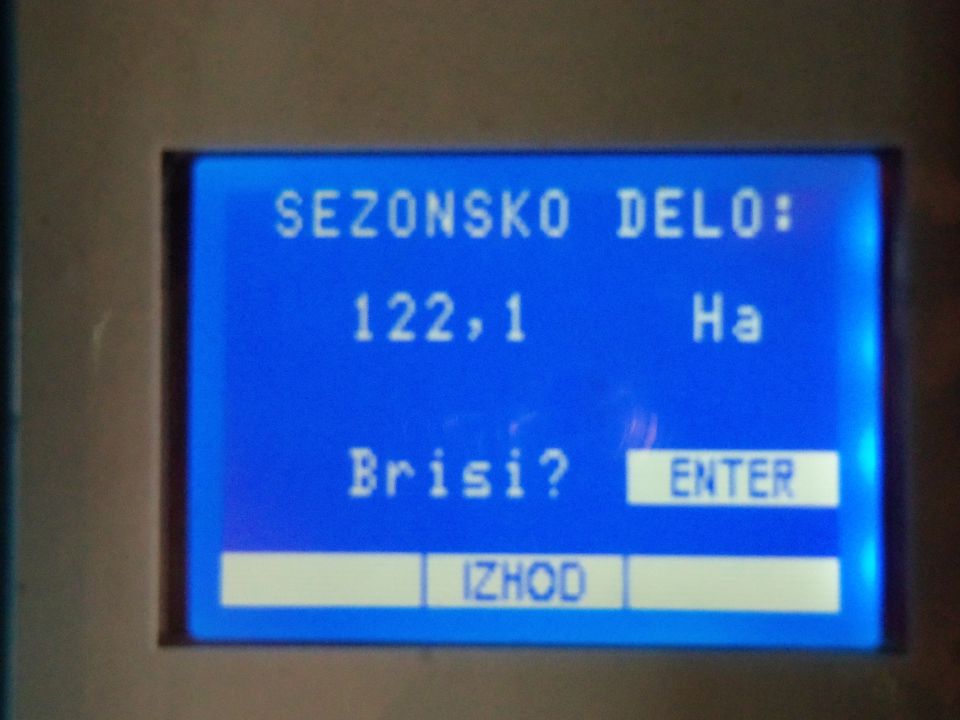 SEZONSKO DELO:
122,1 Ha
Brisi? ENTER
IZHOD